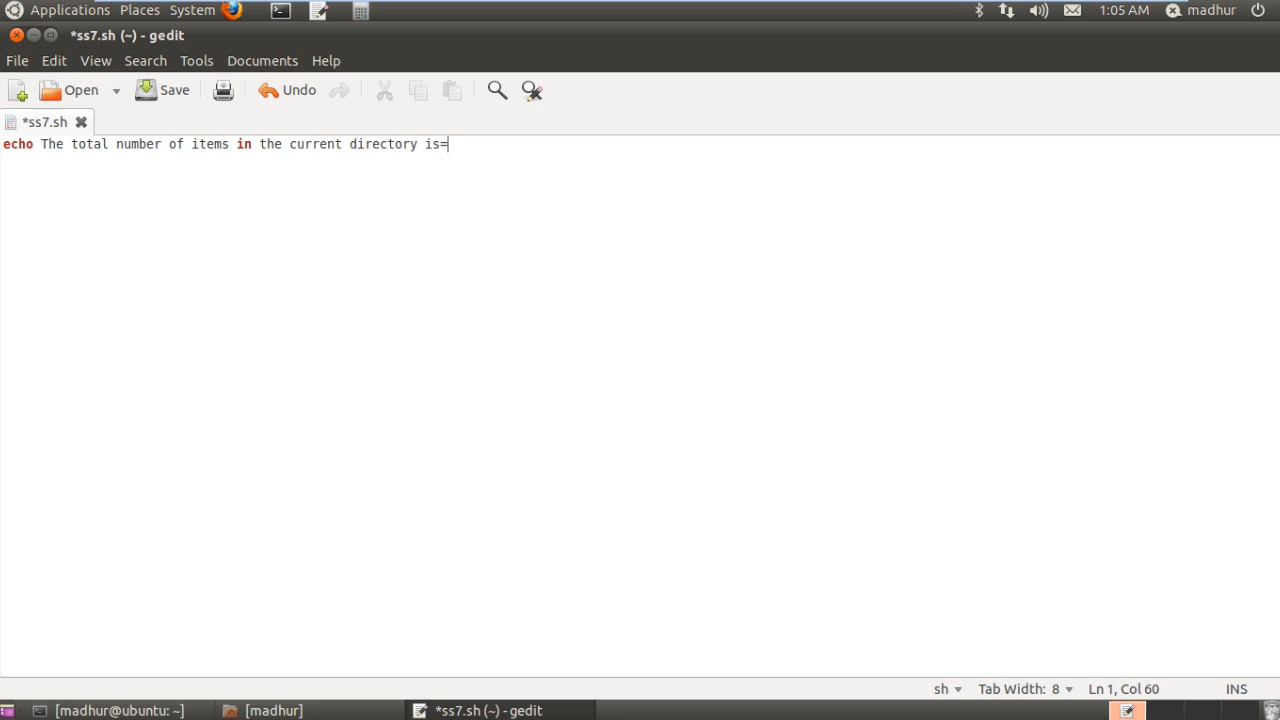 Applications Places System 1:05 AM madhur
*ss7.sh (~) - gedit
File Edit View Search Tools Documents Help
Open Save Undo
*ss7.sh
echo The total number of items in the current directory is=
sh Tab Width: 8 Ln 1, Col 60 INS
[madhur@ubuntu: ~] [madhur] *ss7.sh (~) - gedit